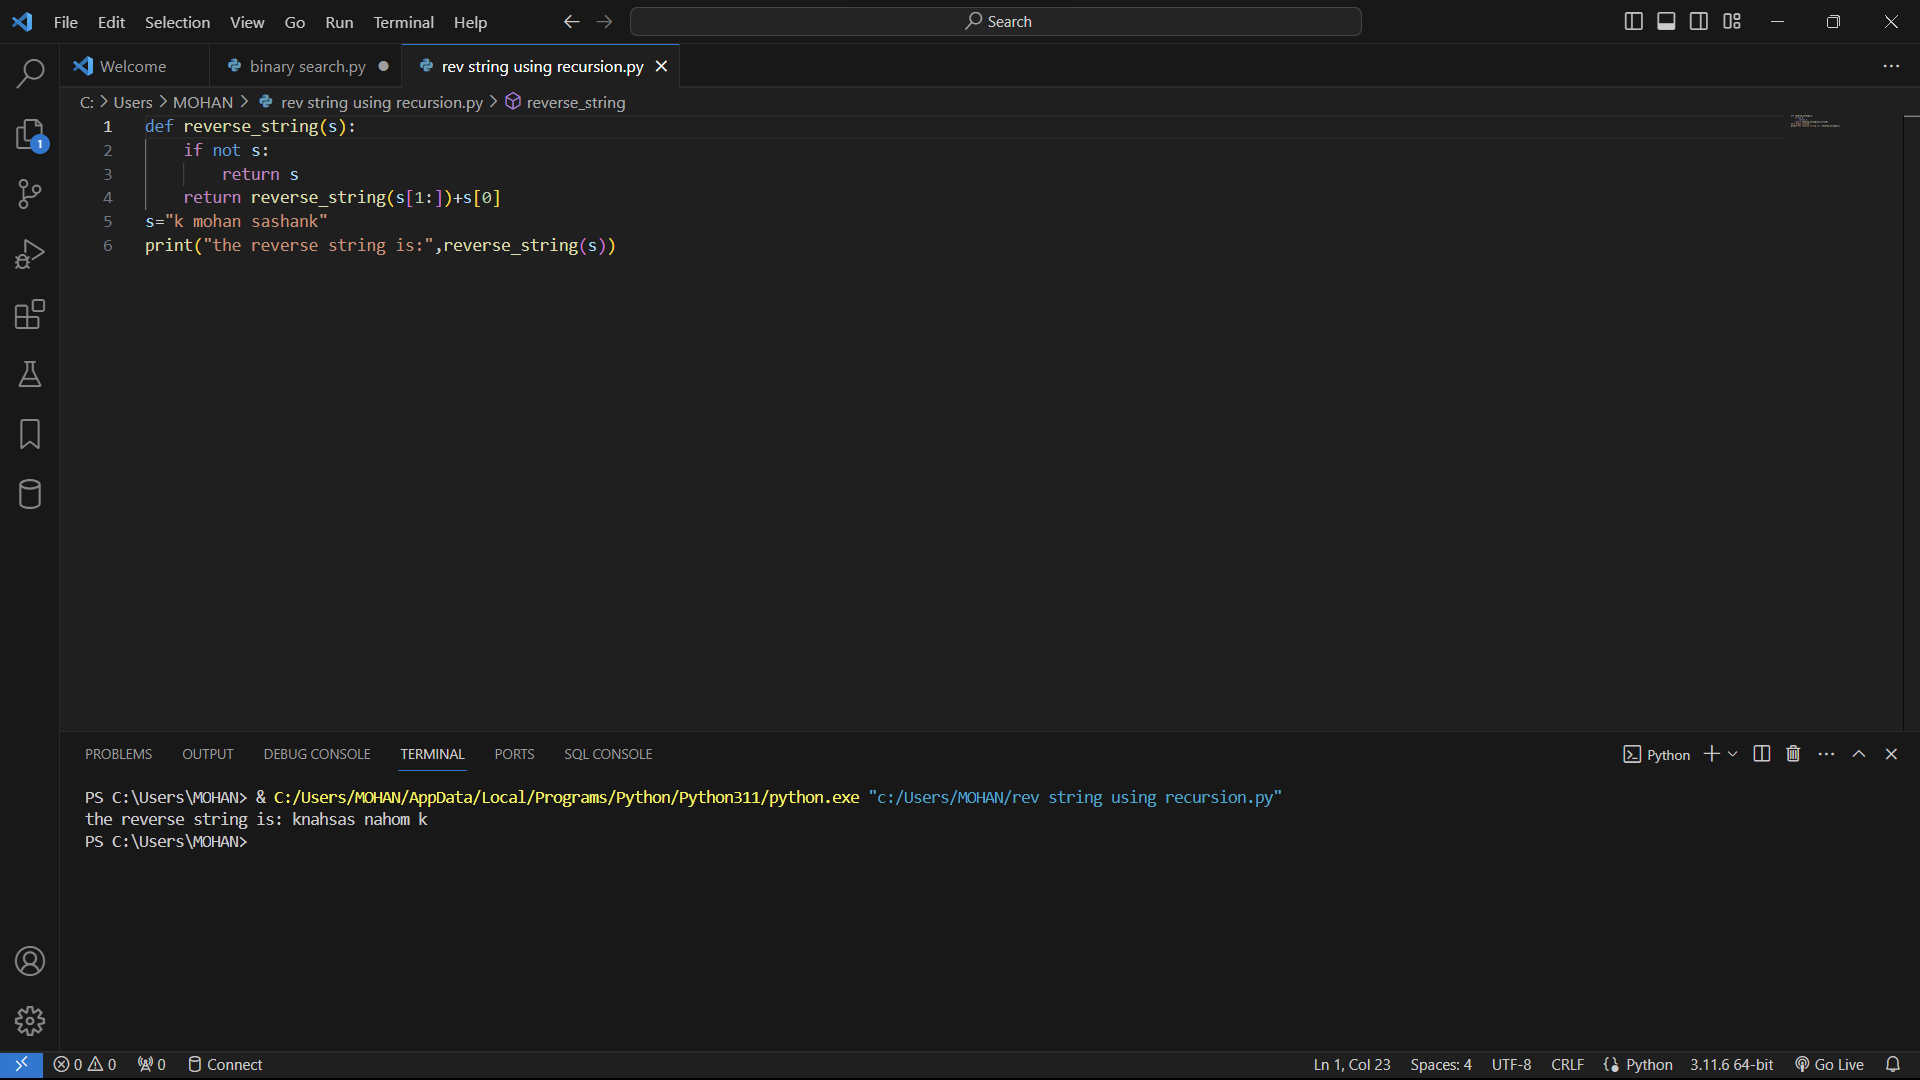 File Edit Selection View Go Run Terminal Help Search
Welcome binary search.py rev string using recursion.py
C: > Users > MOHAN > rev string using recursion.py > reverse_string
1 def reverse_string(s):
2     if not s:
3         return s
4     return reverse_string(s[1:])+s[0]
5 s="k mohan sashank"
6 print("the reverse string is:",reverse_string(s))
1
PROBLEMS OUTPUT DEBUG CONSOLE TERMINAL PORTS SQL CONSOLE Python
PS C:\Users\MOHAN> & C:/Users/MOHAN/AppData/Local/Programs/Python/Python311/python.exe "c:/Users/MOHAN/rev string using recursion.py"
the reverse string is: knahsas nahom k
PS C:\Users\MOHAN>
0 0 0 Connect Ln 1, Col 23 Spaces: 4 UTF-8 CRLF Python 3.11.6 64-bit Go Live